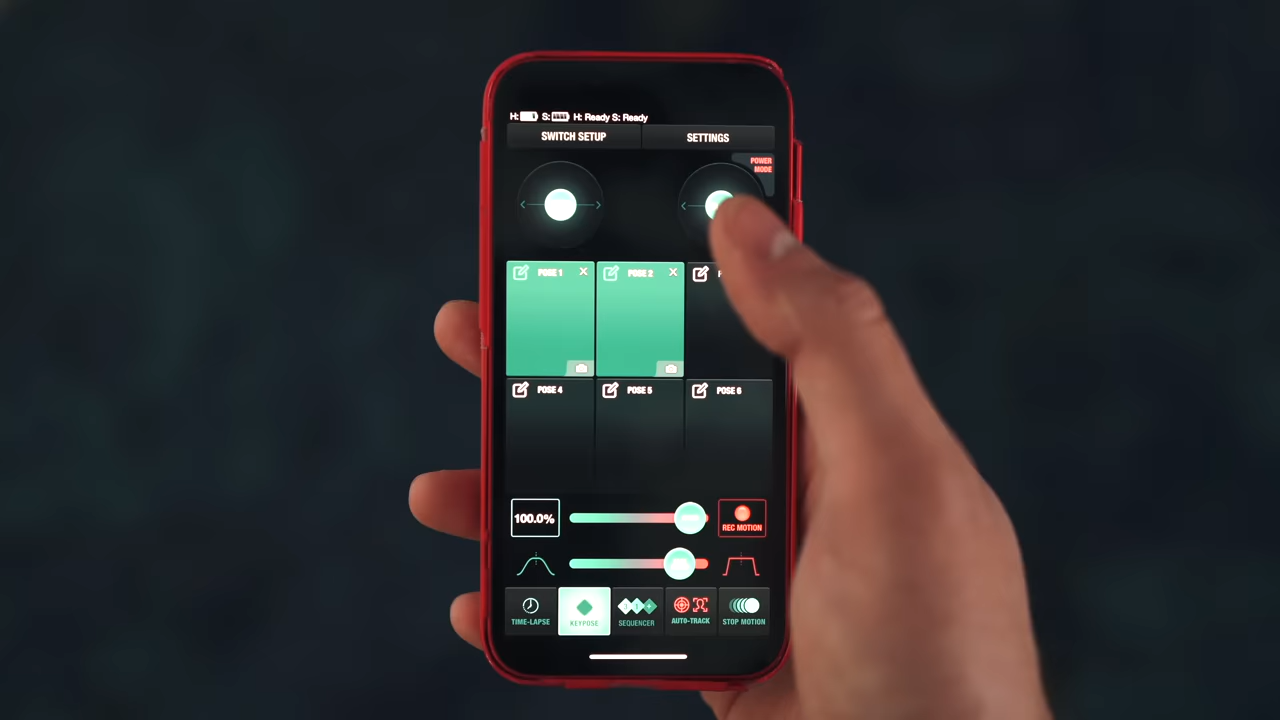 H: S: H: Ready S: Ready
SWITCH SETUP SETTINGS
POWER
MODE
POSE 1 POSE 2
POSE 4 POSE 5 POSE 6
100.0% REC MOTION
TIME-LAPSE KEYPOSE SEQUENCER AUTO-TRACK STOP MOTION